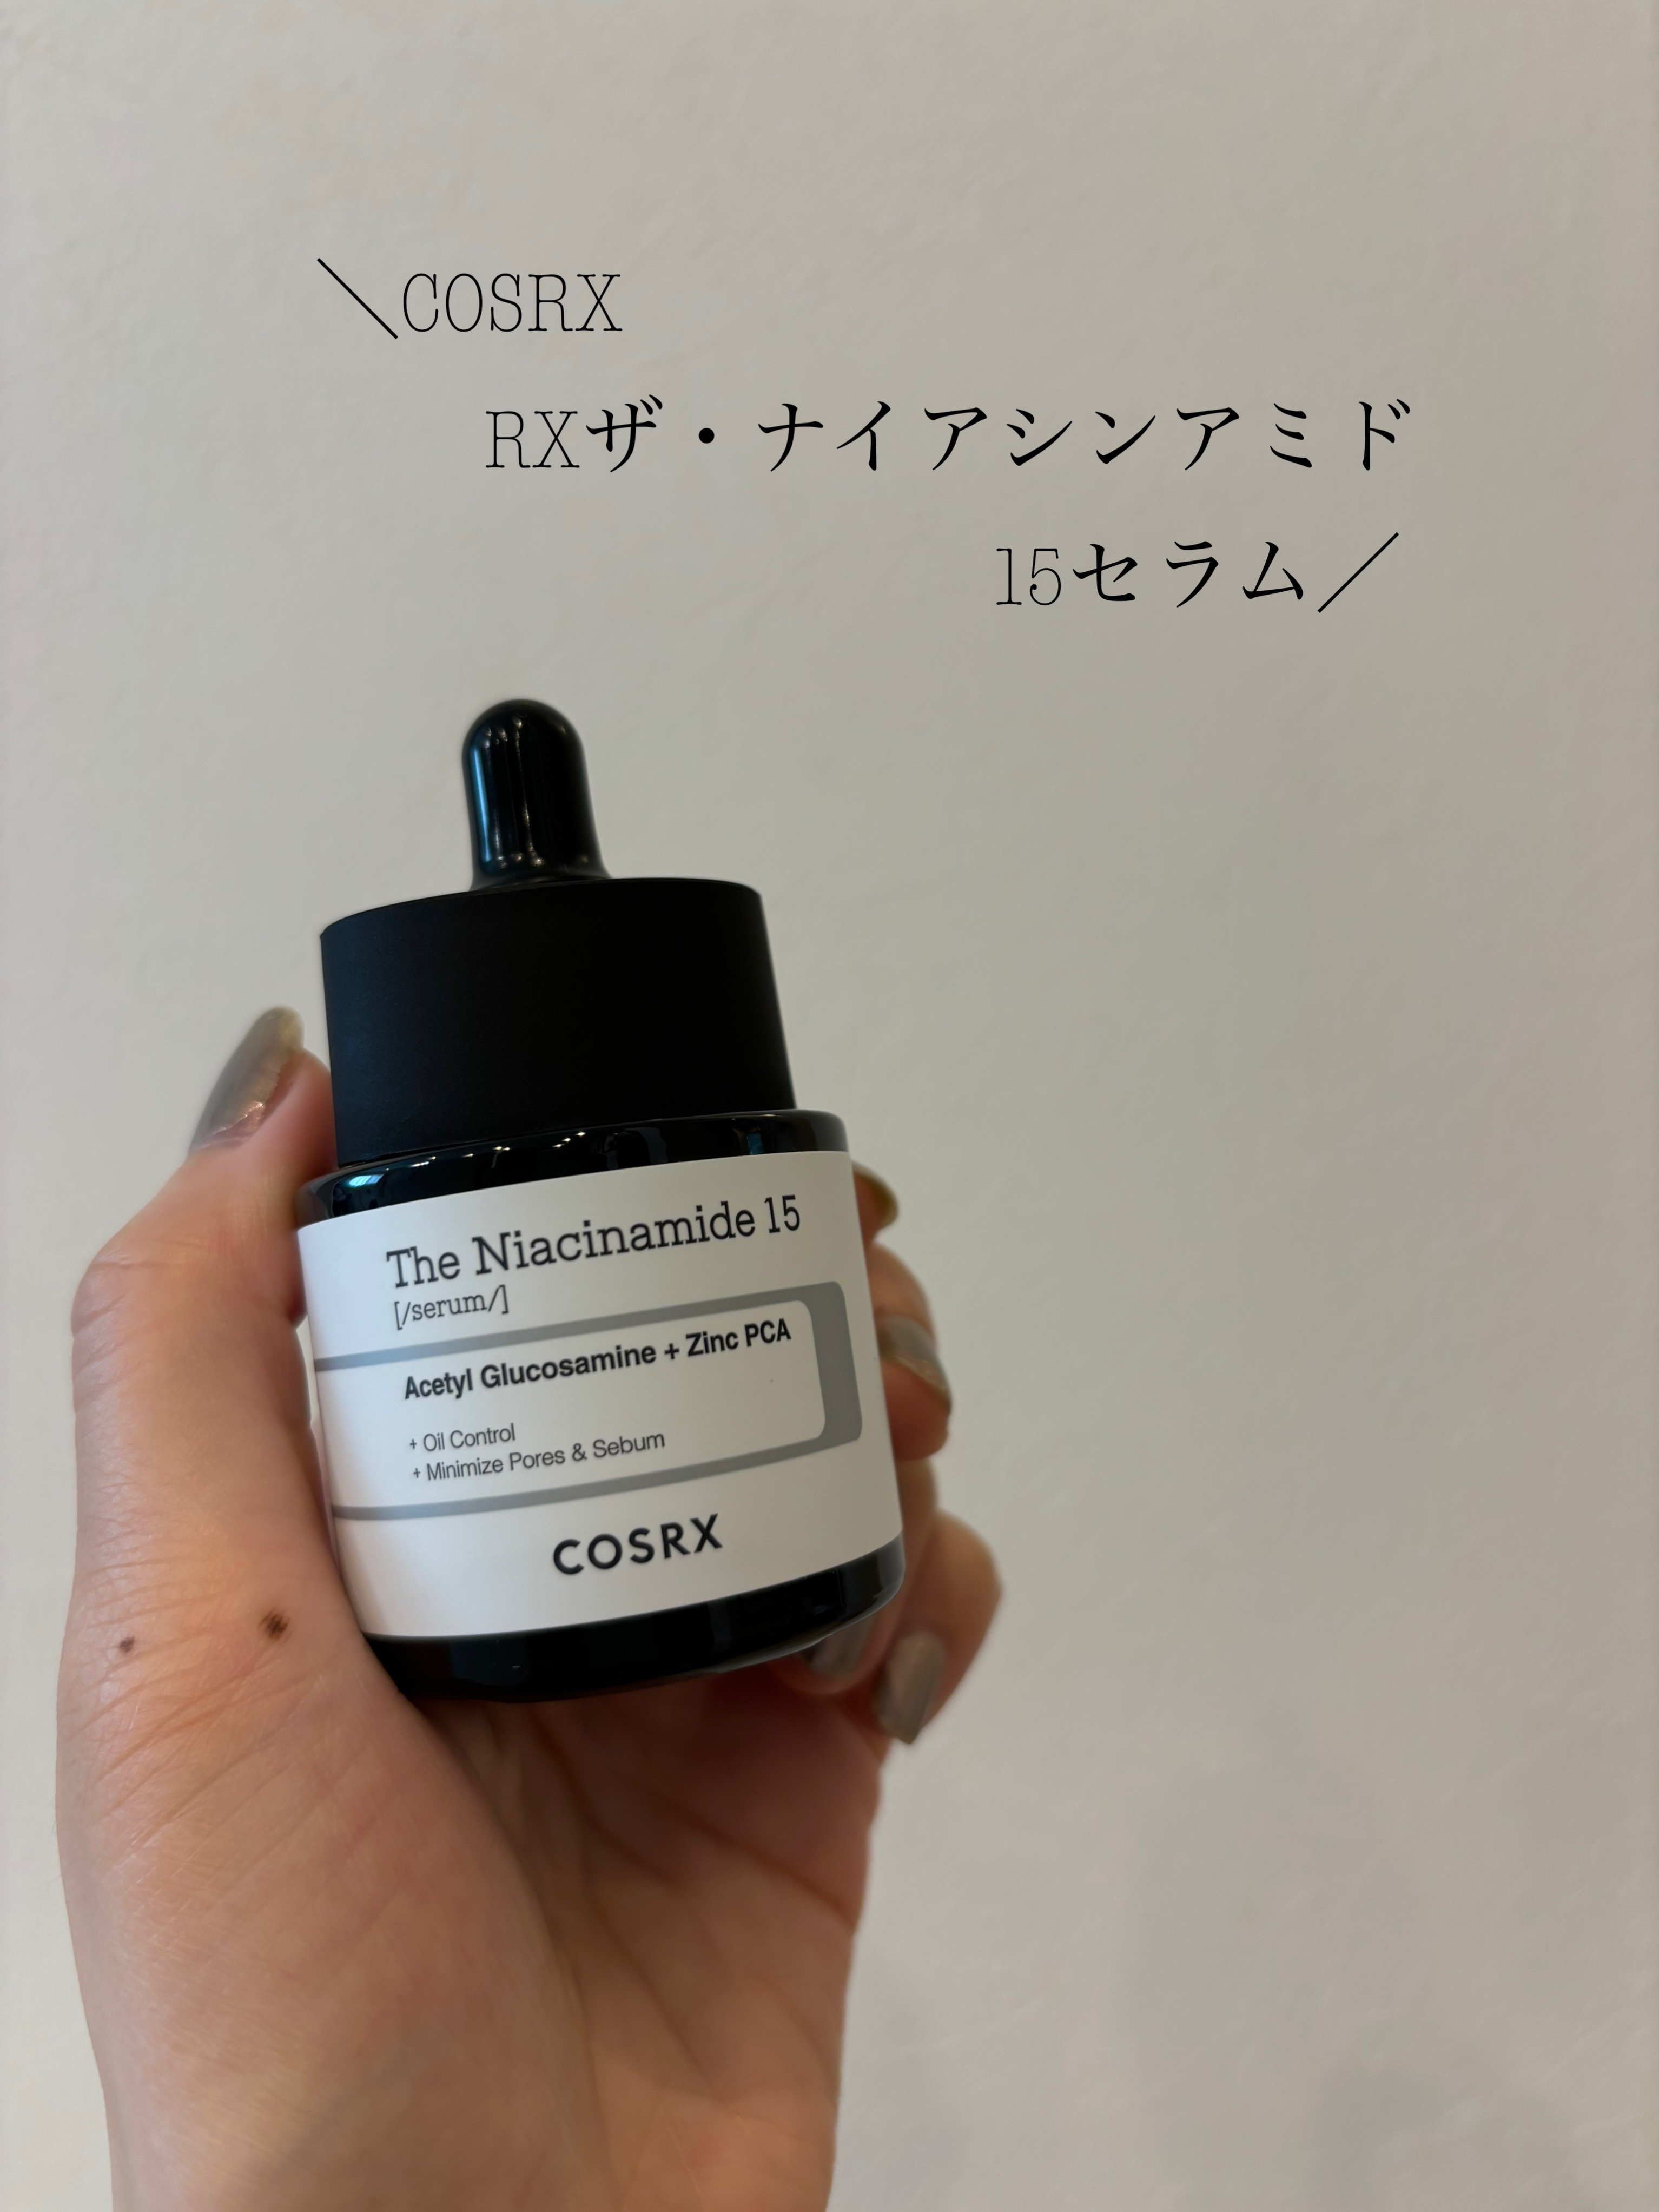 ＼COSRX
RXザ・ナイアシンアミド
15セラム／
The Niacinamide 15
[/serum/]
Acetyl Glucosamine + Zinc PCA
+ Oil Control
+ Minimize Pores & Sebum
COSRX